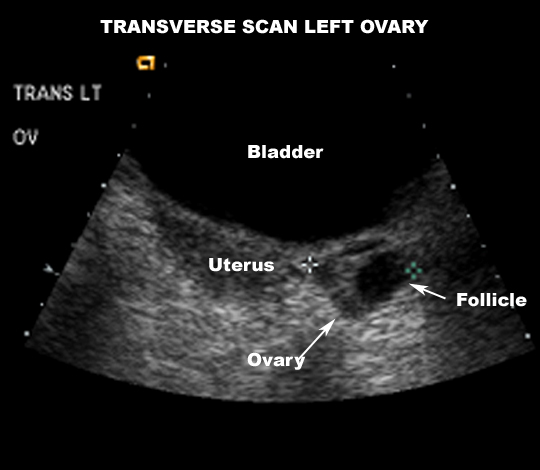 TRANSVERSE SCAN LEFT OVARY
TRANS LT
OV
Bladder
Uterus
Follicle
Ovary